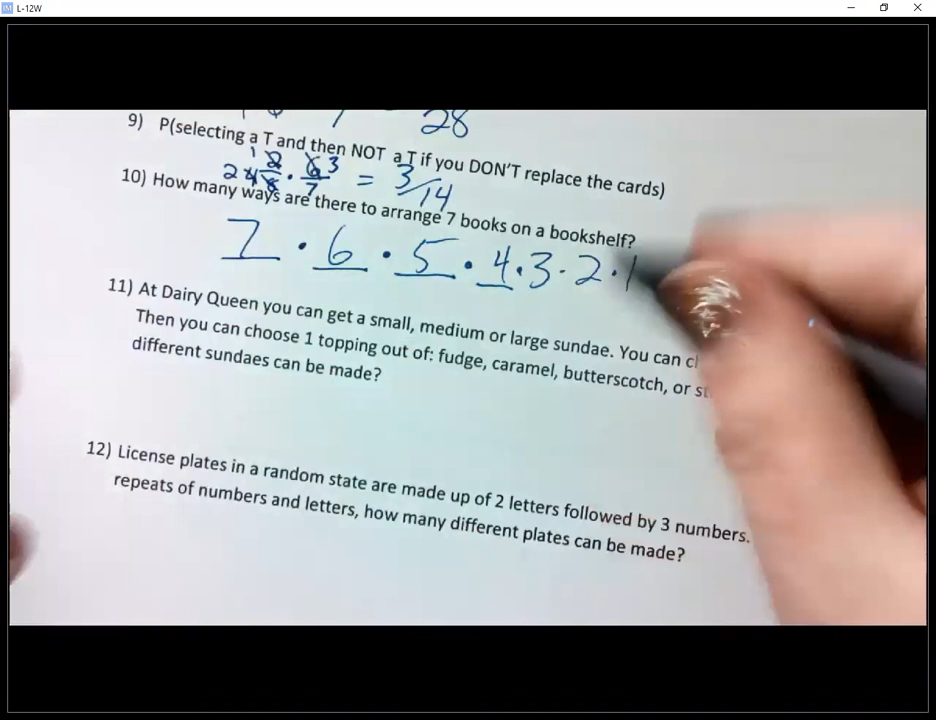 L-12W
28
9) P(selecting a T and then NOT a T if you DON'T replace the cards)
= 3/14
10) How many ways are there to arrange 7 books on a bookshelf?
7 · 6 · 5 · 4 · 3 · 2 · 1
11) At Dairy Queen you can get a small, medium or large sundae. You can
Then you can choose 1 topping out of: fudge, caramel, butterscotch, or
different sundaes can be made?
12) License plates in a random state are made up of 2 letters followed by 3 numbers.
repeats of numbers and letters, how many different plates can be made?